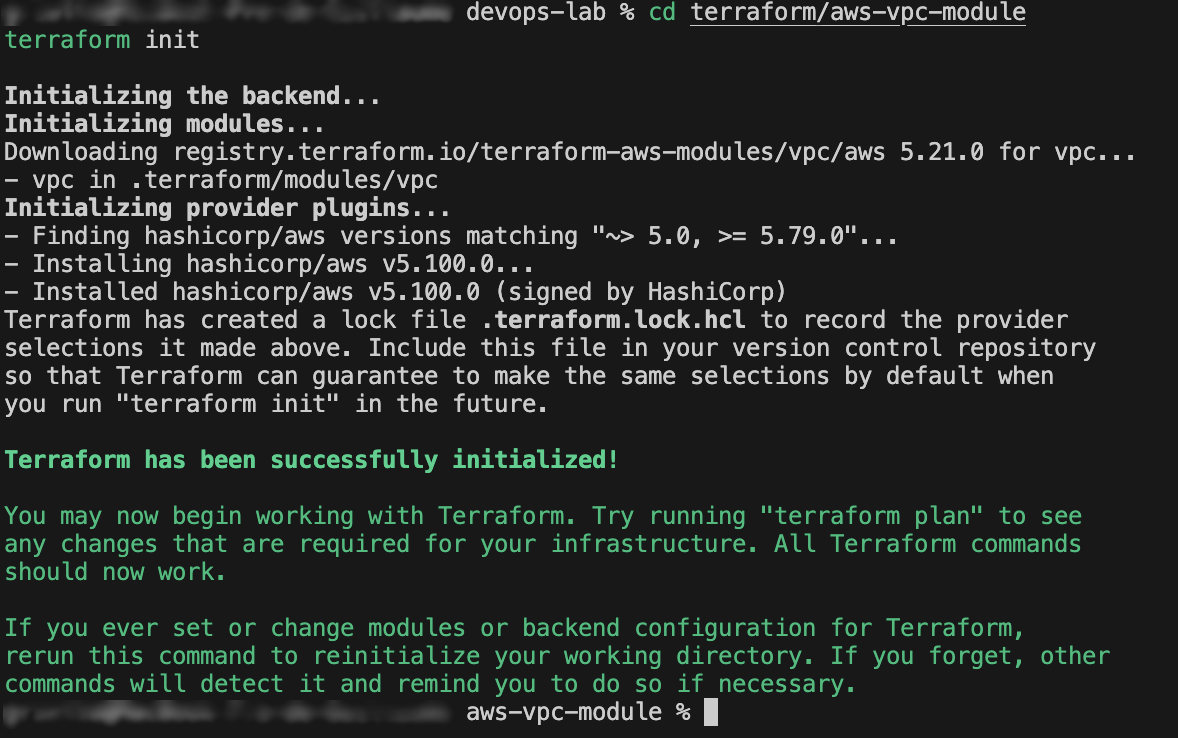 devops-lab % cd terraform/aws-vpc-module
terraform init
Initializing the backend...
Initializing modules...
Downloading registry.terraform.io/terraform-aws-modules/vpc/aws 5.21.0 for vpc...
- vpc in .terraform/modules/vpc
Initializing provider plugins...
- Finding hashicorp/aws versions matching "~> 5.0, >= 5.79.0"...
- Installing hashicorp/aws v5.100.0...
- Installed hashicorp/aws v5.100.0 (signed by HashiCorp)
Terraform has created a lock file .terraform.lock.hcl to record the provider
selections it made above. Include this file in your version control repository
so that Terraform can guarantee to make the same selections by default when
you run "terraform init" in the future.
Terraform has been successfully initialized!
You may now begin working with Terraform. Try running "terraform plan" to see
any changes that are required for your infrastructure. All Terraform commands
should now work.
If you ever set or change modules or backend configuration for Terraform,
rerun this command to reinitialize your working directory. If you forget, other
commands will detect it and remind you to do so if necessary.
aws-vpc-module %